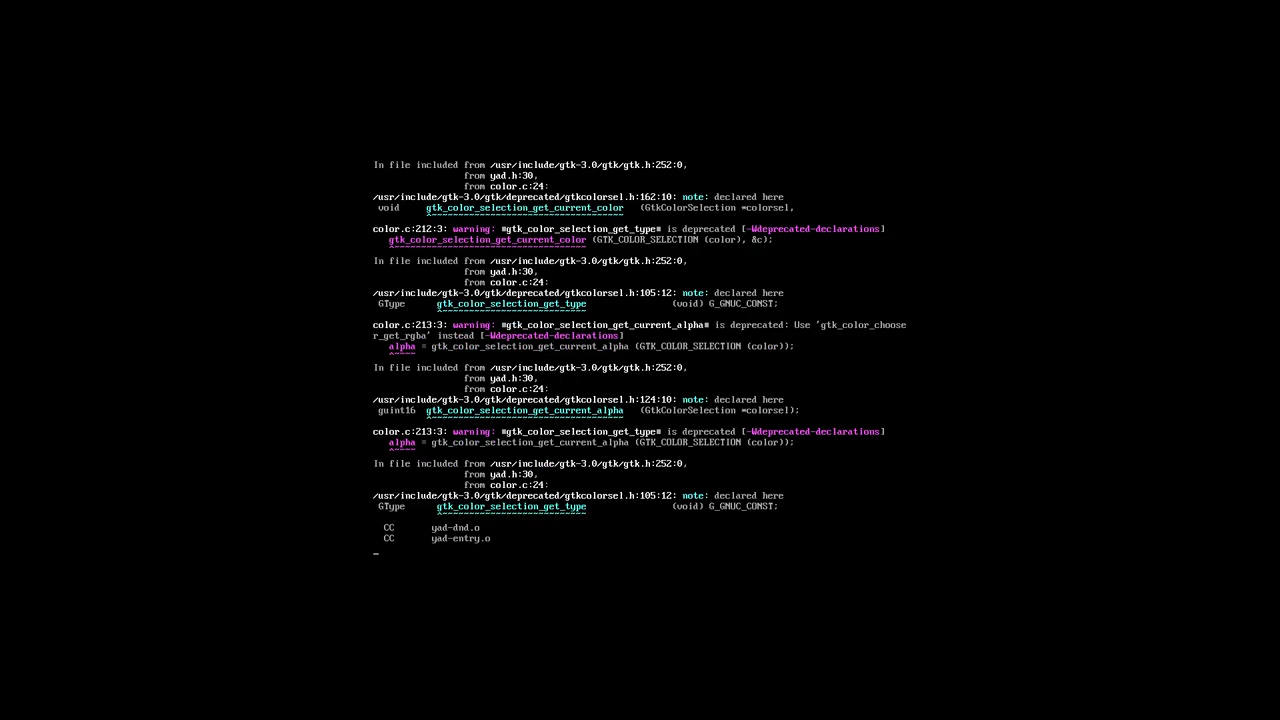 In file included from /usr/include/gtk-3.0/gtk/gtk.h:252:0,
from yad.h:30,
from color.c:24:
/usr/include/gtk-3.0/gtk/deprecated/gtkcolorsel.h:162:10: note: declared here
void gtk_color_selection_get_current_color (GtkColorSelection *colorsel,
^~~~~~~~~~~~~~~~~~~~~~~~~~~~~~~~~~~~~
color.c:212:3: warning: ■gtk_color_selection_get_type■ is deprecated [-Wdeprecated-declarations]
gtk_color_selection_get_current_color (GTK_COLOR_SELECTION (color), &c);
^~~~~~~~~~~~~~~~~~~~~~~~~~~~~~~~~~~~~
In file included from /usr/include/gtk-3.0/gtk/gtk.h:252:0,
from yad.h:30,
from color.c:24:
/usr/include/gtk-3.0/gtk/deprecated/gtkcolorsel.h:105:12: note: declared here
GType gtk_color_selection_get_type (void) G_GNUC_CONST;
^~~~~~~~~~~~~~~~~~~~~~~~~~~~
color.c:213:3: warning: ■gtk_color_selection_get_current_alpha■ is deprecated: Use 'gtk_color_choose
r_get_rgba' instead [-Wdeprecated-declarations]
alpha = gtk_color_selection_get_current_alpha (GTK_COLOR_SELECTION (color));
^~~~~
In file included from /usr/include/gtk-3.0/gtk/gtk.h:252:0,
from yad.h:30,
from color.c:24:
/usr/include/gtk-3.0/gtk/deprecated/gtkcolorsel.h:124:10: note: declared here
guint16 gtk_color_selection_get_current_alpha (GtkColorSelection *colorsel);
^~~~~~~~~~~~~~~~~~~~~~~~~~~~~~~~~~~~~
color.c:213:3: warning: ■gtk_color_selection_get_type■ is deprecated [-Wdeprecated-declarations]
alpha = gtk_color_selection_get_current_alpha (GTK_COLOR_SELECTION (color));
^~~~~
In file included from /usr/include/gtk-3.0/gtk/gtk.h:252:0,
from yad.h:30,
from color.c:24:
/usr/include/gtk-3.0/gtk/deprecated/gtkcolorsel.h:105:12: note: declared here
GType gtk_color_selection_get_type (void) G_GNUC_CONST;
^~~~~~~~~~~~~~~~~~~~~~~~~~~~
CC yad-dnd.o
CC yad-entry.o
_